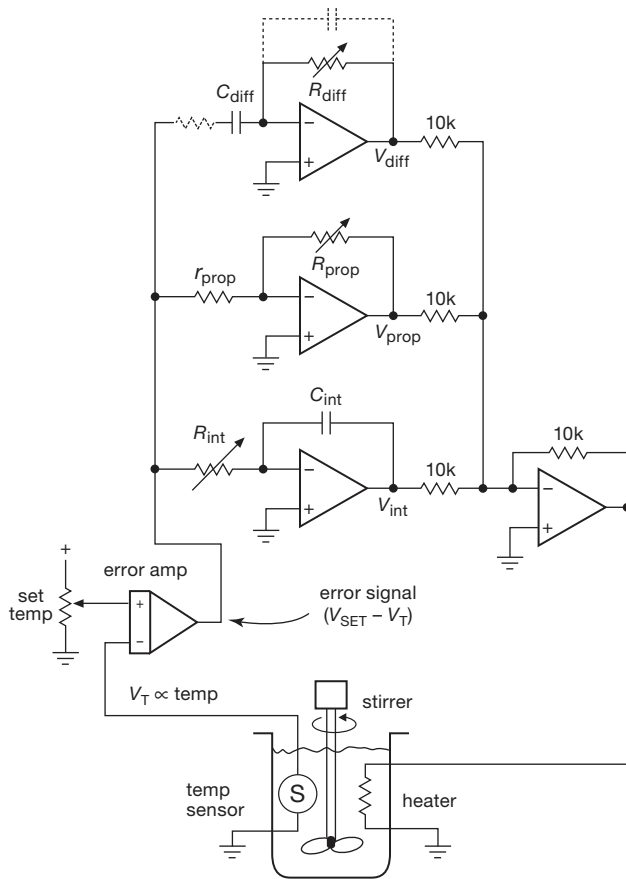 C_diff
R_diff
−
+
V_diff
10k
r_prop
R_prop
−
+
V_prop
10k
R_int
C_int
−
+
V_int
10k
10k
−
+
+
set
temp
error amp
+
−
error signal
(V_SET − V_T)
V_T ∝ temp
stirrer
temp
sensor
S
heater